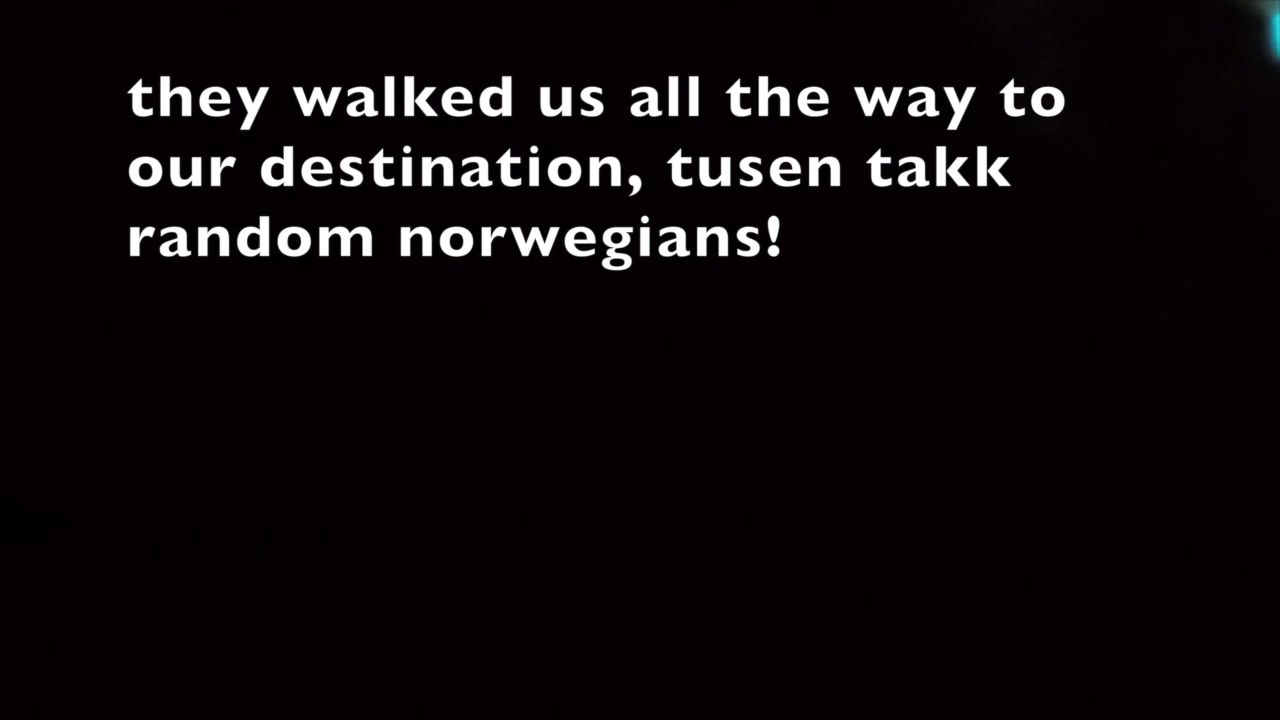 they walked us all the way to
our destination, tusen takk
random norwegians!